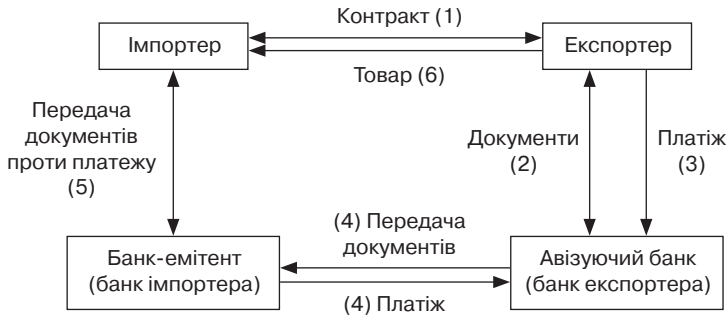 Контракт (1)
Імпортер
Експортер
Товар (6)
Передача
документів
проти платежу
(5)
Документи
(2)
Платіж
(3)
(4) Передача
документів
Банк-емітент
(банк імпортера)
Авізуючий банк
(банк експортера)
(4) Платіж